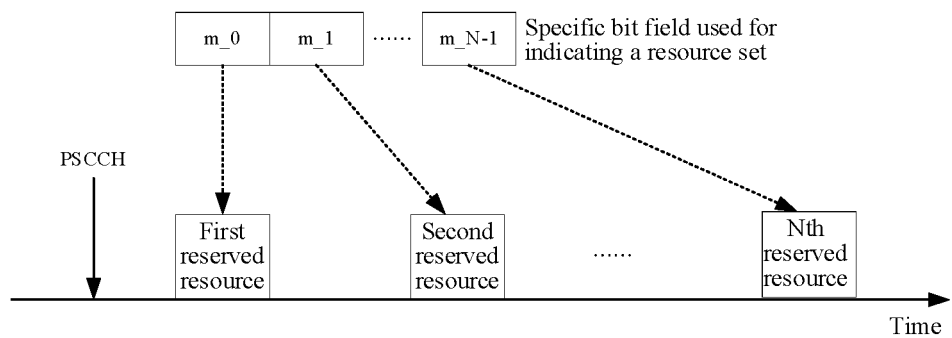 m_0 m_1 ...... m_N-1
Specific bit field used for
indicating a resource set
PSCCH
First
reserved
resource
Second
reserved
resource
......
Nth
reserved
resource
Time